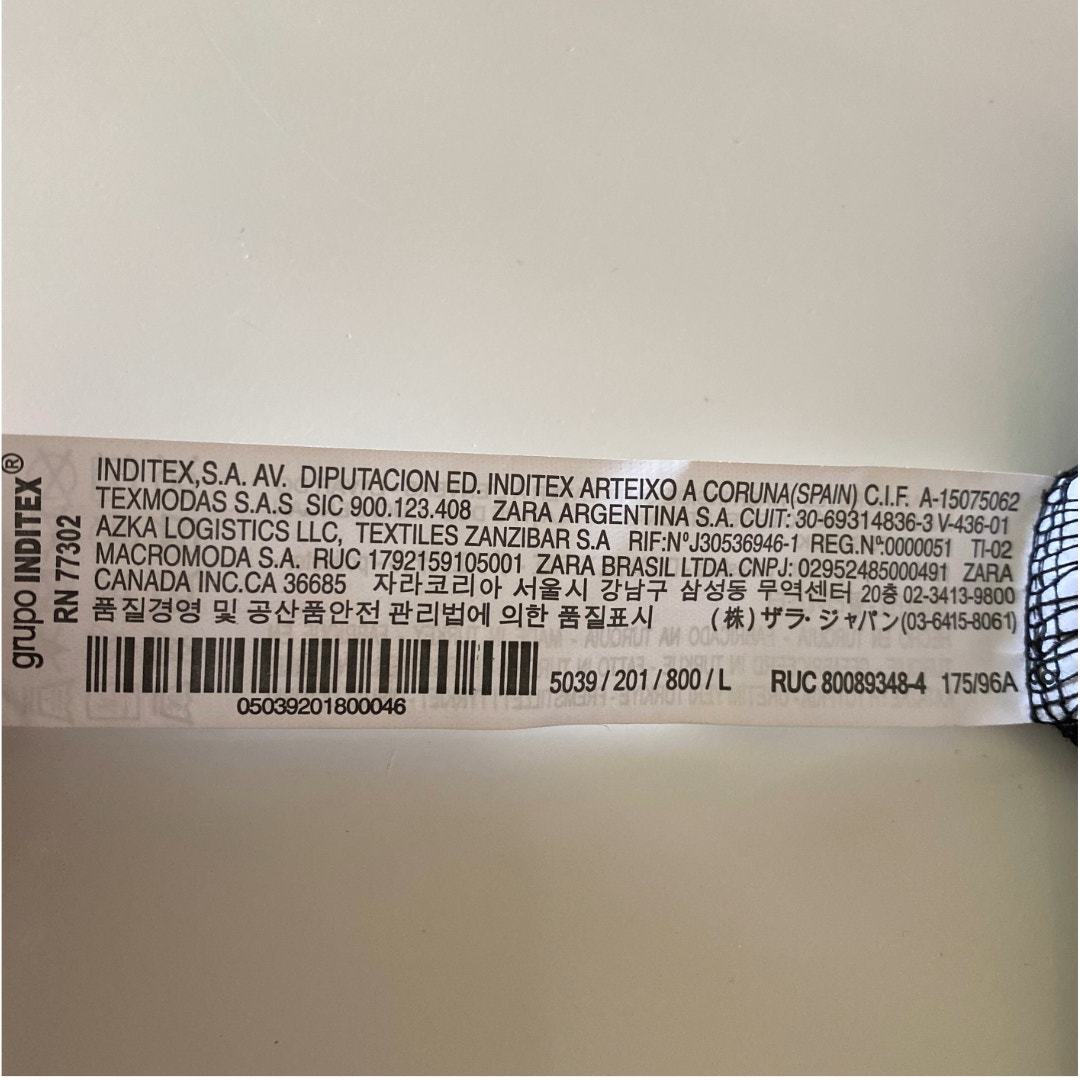 grupo INDITEX®
RN 77302
INDITEX,S.A. AV. DIPUTACION ED. INDITEX ARTEIXO A CORUNA(SPAIN) C.I.F. A-15075062
TEXMODAS S.A.S SIC 900.123.408 ZARA ARGENTINA S.A. CUIT: 30-69314836-3 V-436-01
AZKA LOGISTICS LLC, TEXTILES ZANZIBAR S.A RIF:NºJ30536946-1 REG.Nº:0000051 TI-02
MACROMODA S.A. RUC 1792159105001 ZARA BRASIL LTDA. CNPJ: 02952485000491 ZARA
CANADA INC.CA 36685 자라코리아 서울시 강남구 삼성동 무역센터 20층 02-3413-9800
품질경영 및 공산품안전 관리법에 의한 품질표시 (株) ザラ・ジャパン(03-6415-8061)
5039 / 201 / 800 / L RUC 80089348-4 175/96A
05039201800046